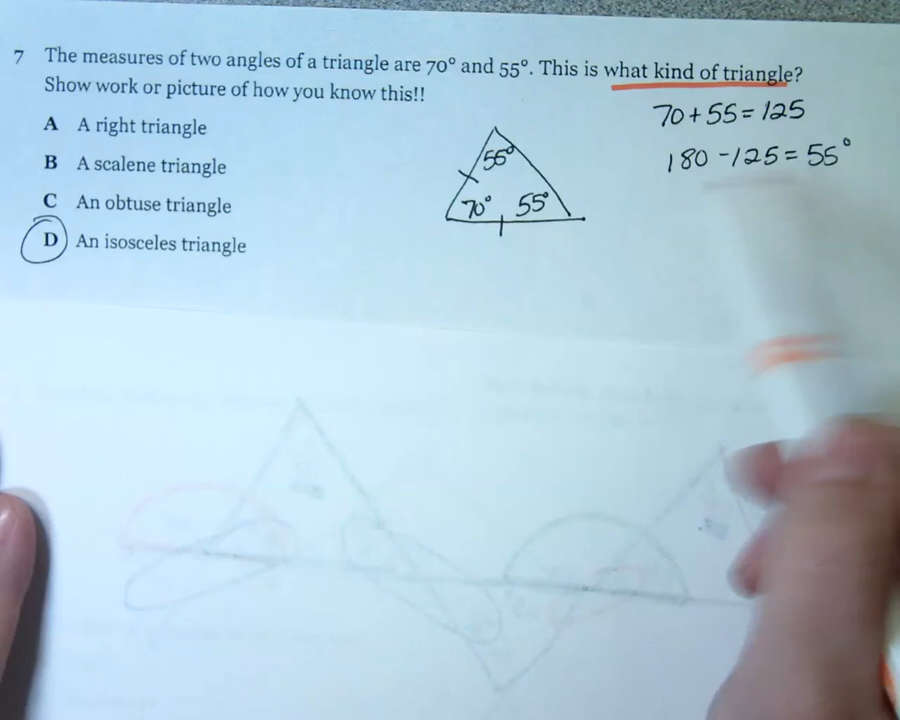 7 The measures of two angles of a triangle are 70° and 55°. This is what kind of triangle?
Show work or picture of how you know this!!
70+55=125
180-125=55°
A A right triangle
B A scalene triangle
C An obtuse triangle
D An isosceles triangle
55°
70° 55°